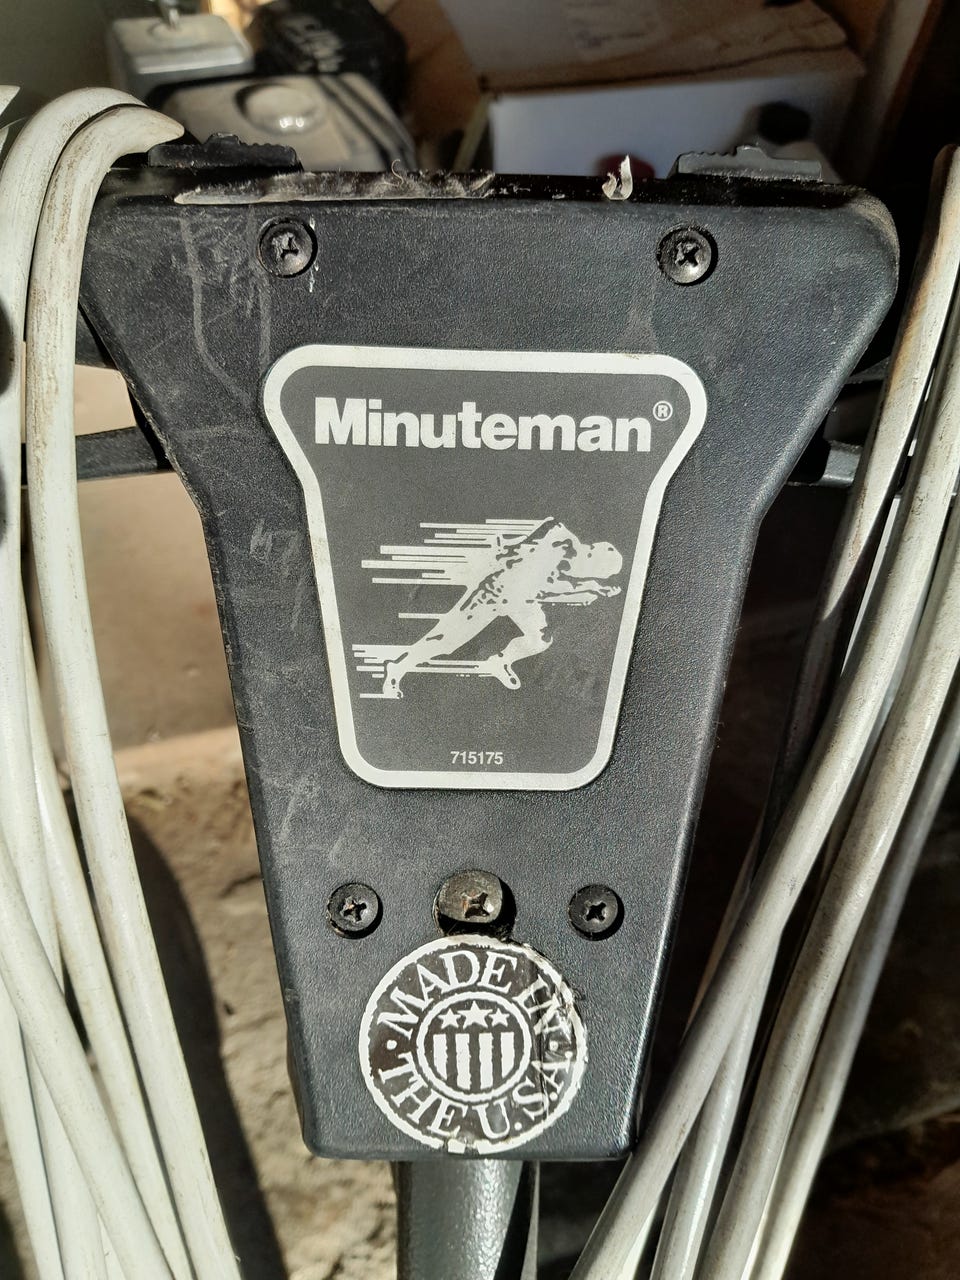 Minuteman®
715175
MADE IN
THE U.S.A.